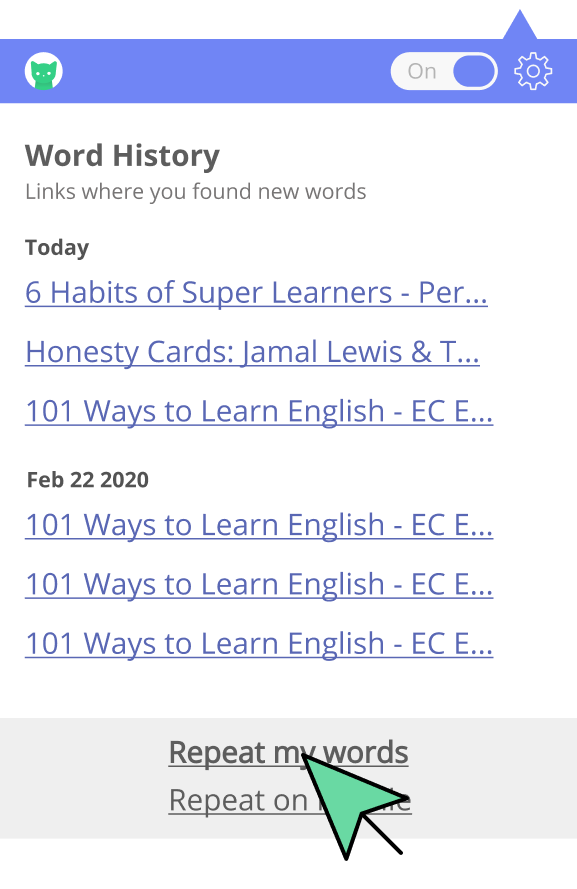 On
Word History
Links where you found new words
Today
6 Habits of Super Learners - Per...
Honesty Cards: Jamal Lewis & T...
101 Ways to Learn English - EC E...
Feb 22 2020
101 Ways to Learn English - EC E...
101 Ways to Learn English - EC E...
101 Ways to Learn English - EC E...
Repeat my words
Repeat on